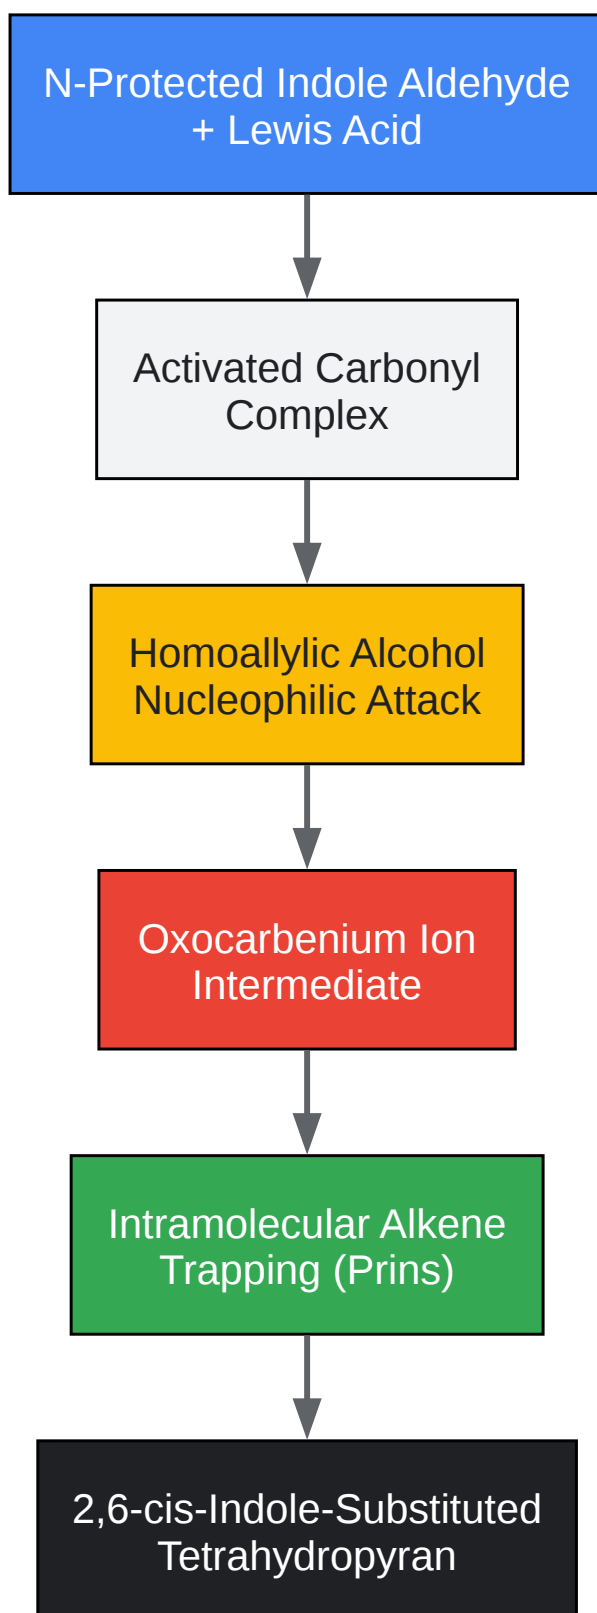 N-Protected Indole Aldehyde
+ Lewis Acid
Activated Carbonyl
Complex
Homoallylic Alcohol
Nucleophilic Attack
Oxocarbenium Ion
Intermediate
Intramolecular Alkene
Trapping (Prins)
2,6-cis-Indole-Substituted
Tetrahydropyran